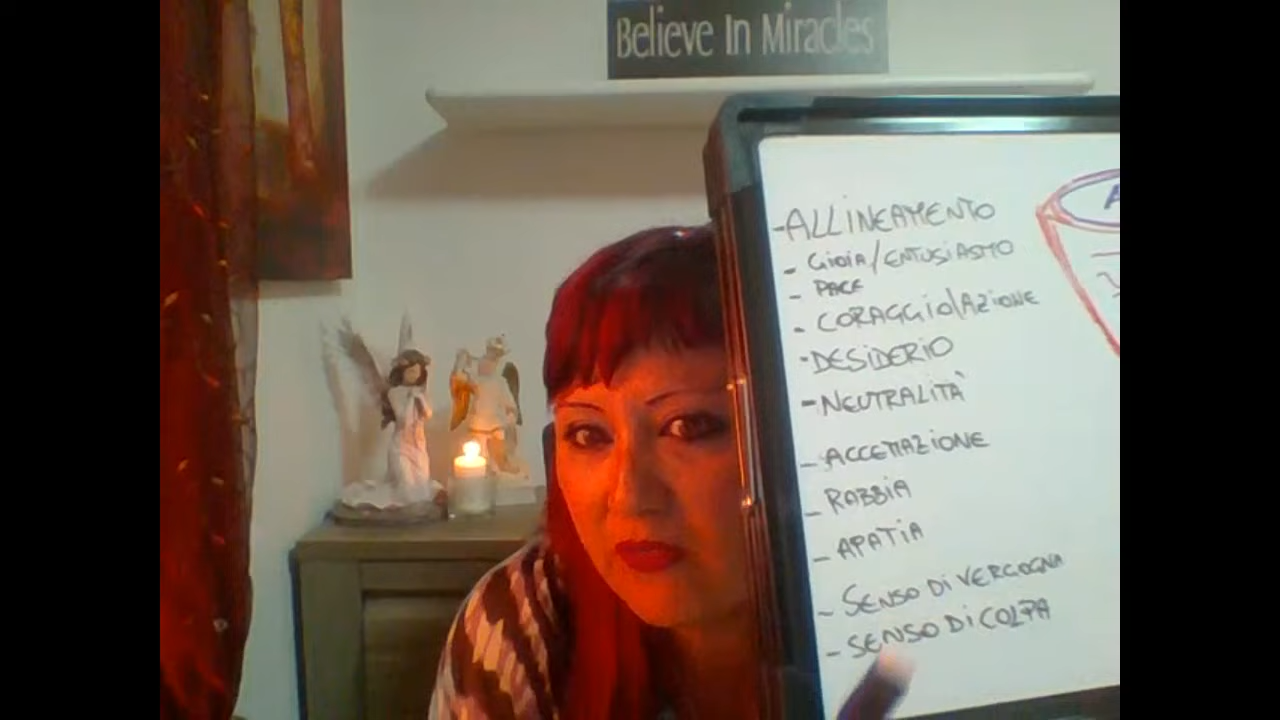 Believe In Miracles
- ALLINEAMENTO
- GIOIA/ENTUSIASMO
- PACE
- CORAGGIO/AZIONE
- DESIDERIO
- NEUTRALITÀ
- ACCETTAZIONE
- RABBIA
- APATIA
- SENSO DI VERGOGNA
- SENSO DI COLPA